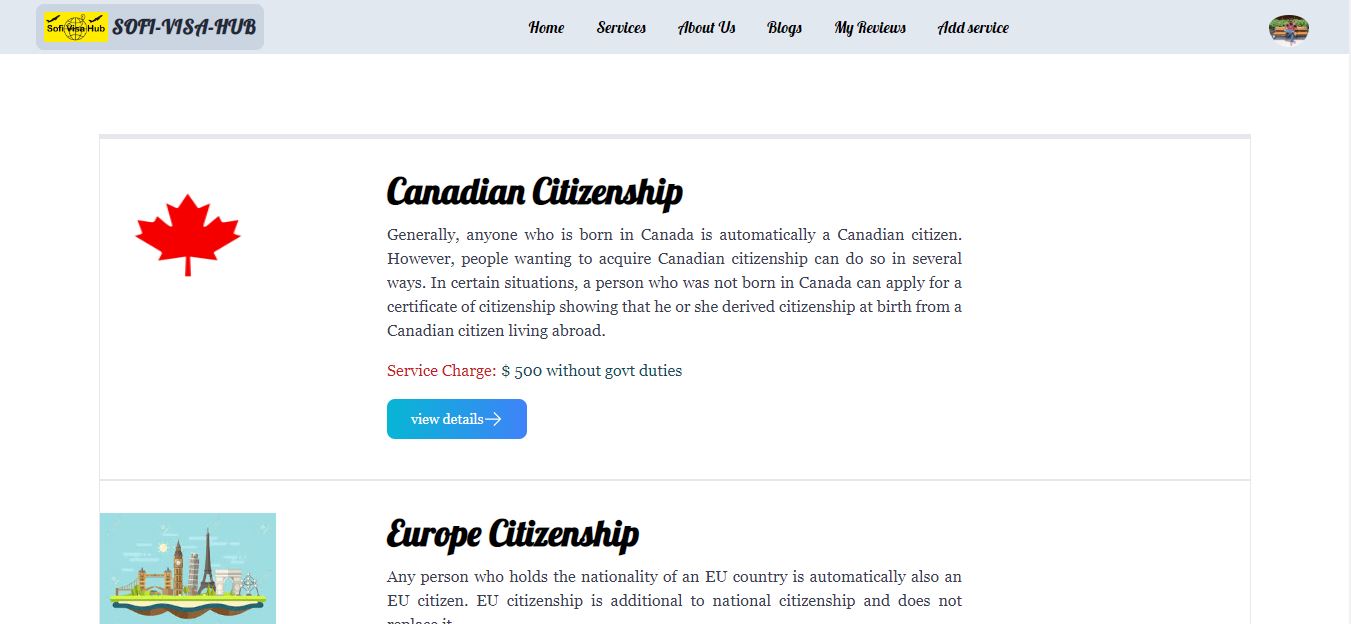 Sofi Visa Hub SOFI-VISA-HUB Home Services About Us Blogs My Reviews Add service
Canadian Citizenship
Generally, anyone who is born in Canada is automatically a Canadian citizen.
However, people wanting to acquire Canadian citizenship can do so in several
ways. In certain situations, a person who was not born in Canada can apply for a
certificate of citizenship showing that he or she derived citizenship at birth from a
Canadian citizen living abroad.
Service Charge: $ 500 without govt duties
view details
Europe Citizenship
Any person who holds the nationality of an EU country is automatically also an
EU citizen. EU citizenship is additional to national citizenship and does not
replace it